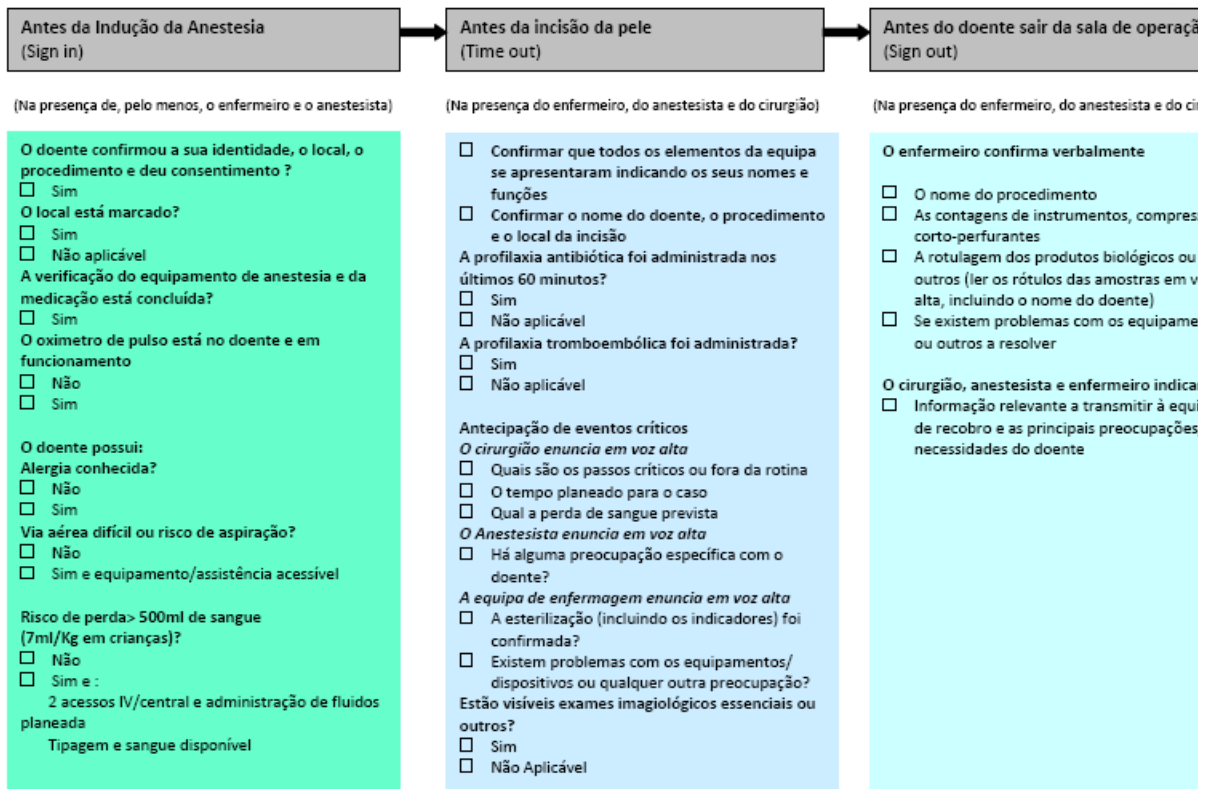 Antes da Indução da Anestesia
(Sign in)
(Na presença de, pelo menos, o enfermeiro e o anestesista)
O doente confirmou a sua identidade, o local, o
procedimento e deu consentimento ?
☐ Sim
O local está marcado?
☐ Sim
☐ Não aplicável
A verificação do equipamento de anestesia e da
medicação está concluída?
☐ Sim
O oximetro de pulso está no doente e em
funcionamento
☐ Não
☐ Sim
O doente possui:
Alergia conhecida?
☐ Não
☐ Sim
Via aérea difícil ou risco de aspiração?
☐ Não
☐ Sim e equipamento/assistência acessível
Risco de perda> 500ml de sangue
(7ml/Kg em crianças)?
☐ Não
☐ Sim e :
2 acessos IV/central e administração de fluidos
planeada
Tipagem e sangue disponível
Antes da incisão da pele
(Time out)
(Na presença do enfermeiro, do anestesista e do cirurgião)
☐ Confirmar que todos os elementos da equipa
se apresentaram indicando os seus nomes e
funções
☐ Confirmar o nome do doente, o procedimento
e o local da incisão
A profilaxia antibiótica foi administrada nos
últimos 60 minutos?
☐ Sim
☐ Não aplicável
A profilaxia tromboembólica foi administrada?
☐ Sim
☐ Não aplicável
Antecipação de eventos críticos
O cirurgião enuncia em voz alta
☐ Quais são os passos críticos ou fora da rotina
☐ O tempo planeado para o caso
☐ Qual a perda de sangue prevista
O Anestesista enuncia em voz alta
☐ Há alguma preocupação específica com o
doente?
A equipa de enfermagem enuncia em voz alta
☐ A esterilização (incluindo os indicadores) foi
confirmada?
☐ Existem problemas com os equipamentos/
dispositivos ou qualquer outra preocupação?
Estão visíveis exames imagiológicos essenciais ou
outros?
☐ Sim
☐ Não Aplicável
Antes do doente sair da sala de operaçã
(Sign out)
(Na presença do enfermeiro, do anestesista e do cir
O enfermeiro confirma verbalmente
☐ O nome do procedimento
☐ As contagens de instrumentos, compres
corto-perfurantes
☐ A rotulagem dos produtos biológicos ou
outros (ler os rótulos das amostras em v
alta, incluindo o nome do doente)
☐ Se existem problemas com os equipame
ou outros a resolver
O cirurgião, anestesista e enfermeiro indica
☐ Informação relevante a transmitir à equi
de recobro e as principais preocupações
necessidades do doente